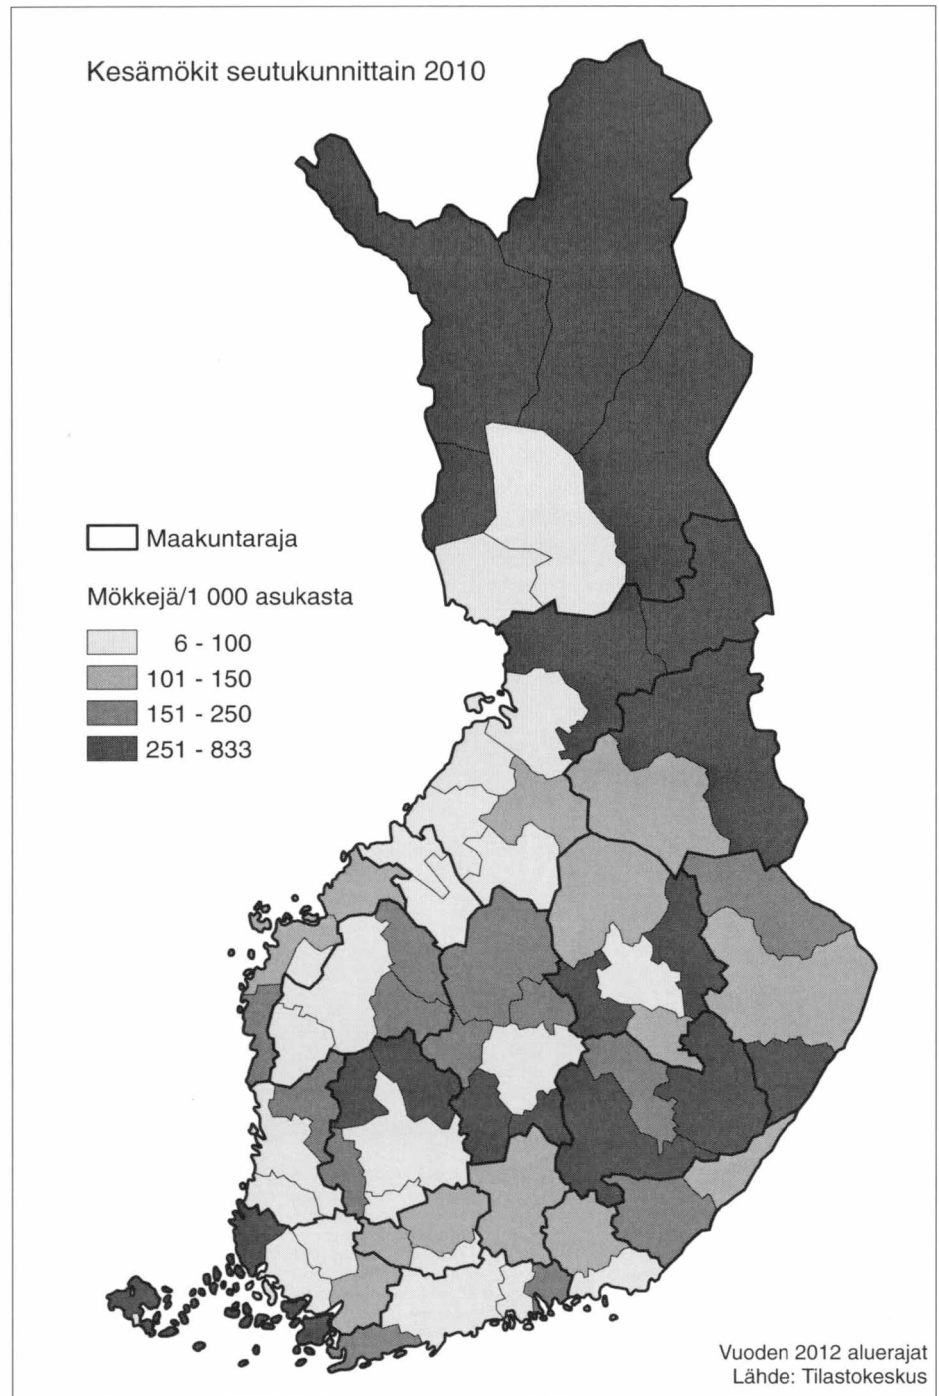 Kesämökit seutukunnittain 2010
Maakuntaraja
Mökkejä/1 000 asukasta
6 - 100
101 - 150
151 - 250
251 - 833
Vuoden 2012 aluerajat
Lähde: Tilastokeskus